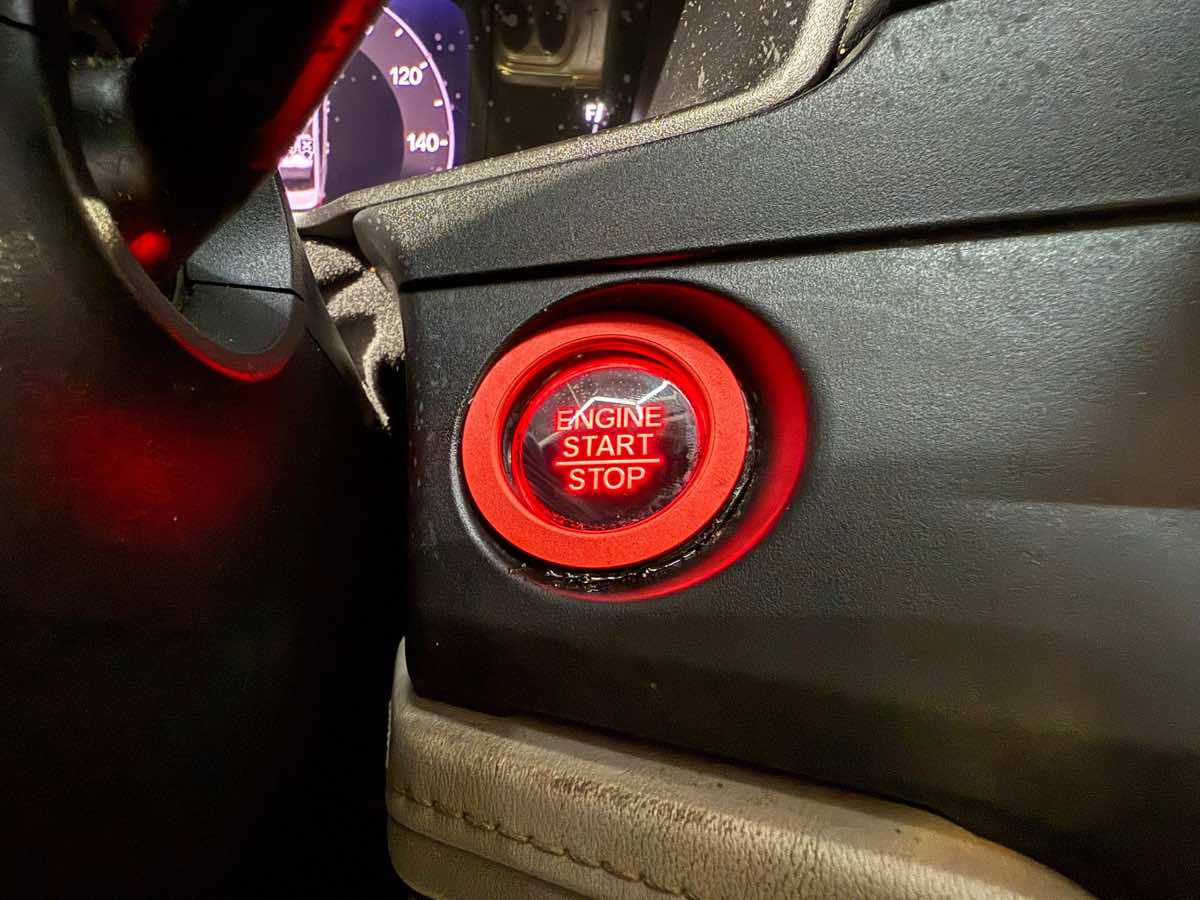 120
140
F
ENGINE
START
STOP